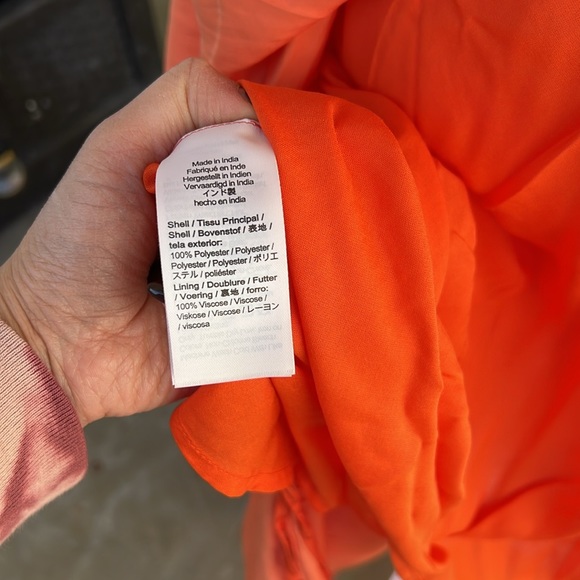 Made in India
Fabriqué en Inde
Hergestellt in Indien
Vervaardigd in India
インド製
hecho en india
Shell / Tissu Principal /
Shell / Bovenstof / 表地 /
tela exterior:
100% Polyester / Polyester /
Polyester / Polyester / ポリエ
ステル / poliéster
Lining / Doublure / Futter
/ Voering / 裏地 / forro:
100% Viscose / Viscose /
Viskose / Viscose / レーヨン
/ viscosa